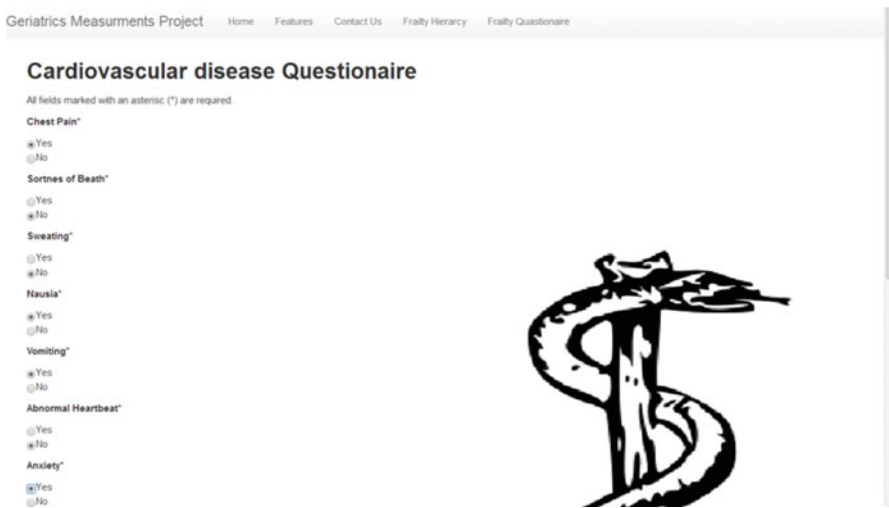 Geriatrics Measurments Project Home Features Contact Us Frailty Hierarcy Frailty Quastionaire
Cardiovascular disease Questionaire
All fields marked with an asterisc (*) are required.
Chest Pain*
Yes
No
Sortnes of Beath*
Yes
No
Sweating*
Yes
No
Nausia*
Yes
No
Vomiting*
Yes
No
Abnormal Heartbeat*
Yes
No
Anxiety*
Yes
No